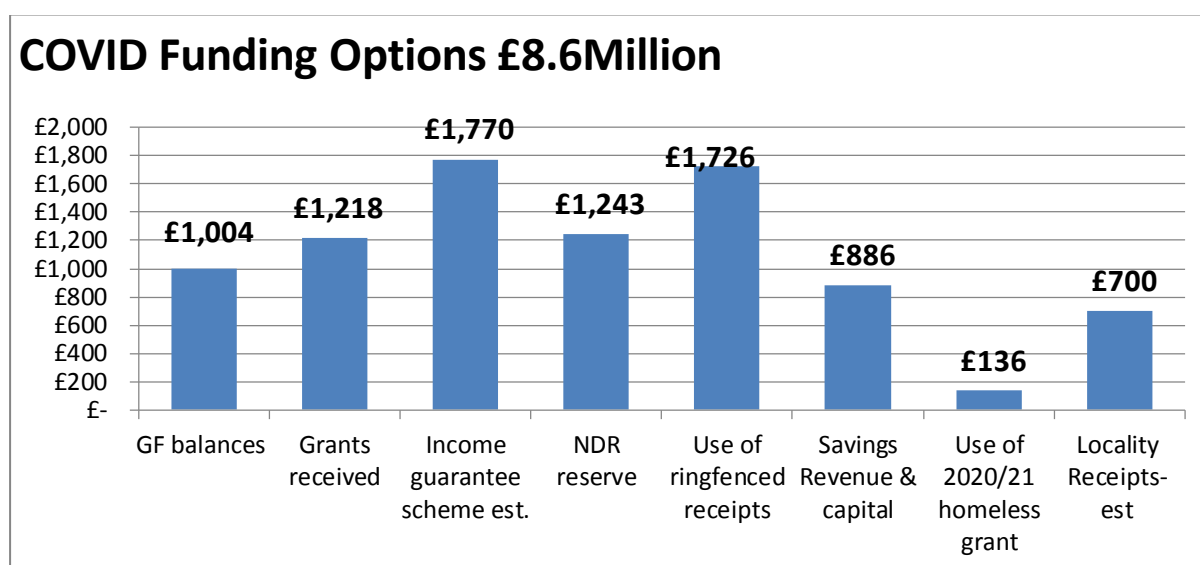 COVID Funding Options £8.6Million
£2,000
£1,800
£1,600
£1,400
£1,200
£1,000
£800
£600
£400
£200
£-
£1,004
£1,218
£1,770
£1,243
£1,726
£886
£136
£700
GF balances
Grants
received
Income
guarantee
scheme est.
NDR
reserve
Use of
ringfenced
receipts
Savings
Revenue &
capital
Use of
2020/21
homeless
grant
Locality
Receipts-
est